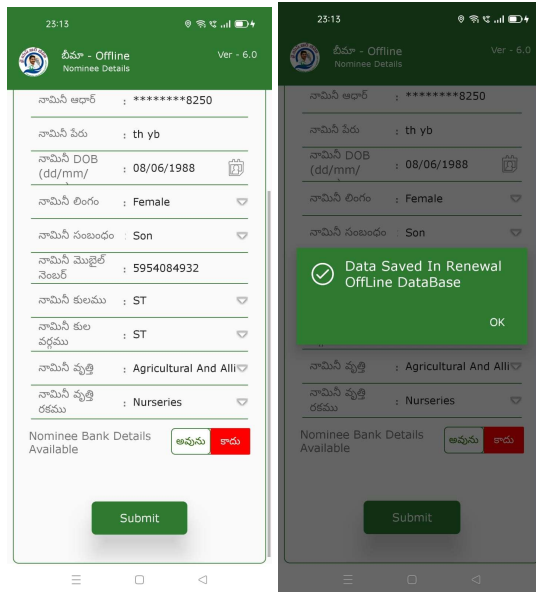 23:13
బీమా - Offline
Nominee Details
Ver - 6.0
నామినీ ఆధార్ : ********8250
నామినీ పేరు : th yb
నామినీ DOB
(dd/mm/
: 08/06/1988
నామినీ లింగం : Female
నామినీ సంబంధం : Son
నామినీ మొబైల్
నెంబర్
: 5954084932
నామినీ కులము : ST
నామినీ కుల
వర్గము
: ST
నామినీ వృత్తి : Agricultural And Alli
నామినీ వృత్తి
రకము
: Nurseries
Nominee Bank Details
Available
అవును కాదు
Submit
23:13
బీమా - Offline
Nominee Details
Ver - 6.0
నామినీ ఆధార్ : ********8250
నామినీ పేరు : th yb
నామినీ DOB
(dd/mm/
: 08/06/1988
నామినీ లింగం : Female
నామినీ సంబంధం : Son
Data Saved In Renewal
OffLine DataBase
OK
నామినీ వృత్తి : Agricultural And Alli
నామినీ వృత్తి
రకము
: Nurseries
Nominee Bank Details
Available
అవును కాదు
Submit